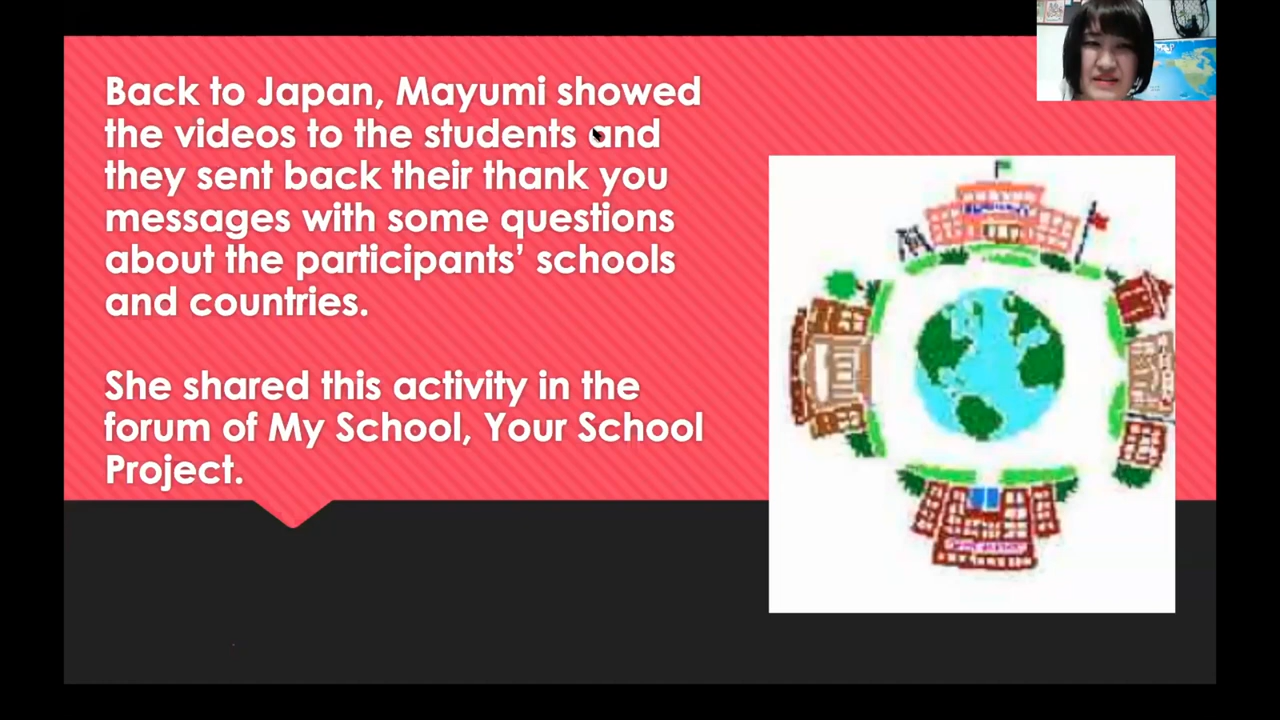 Back to Japan, Mayumi showed
the videos to the students and
they sent back their thank you
messages with some questions
about the participants’ schools
and countries.
She shared this activity in the
forum of My School, Your School
Project.